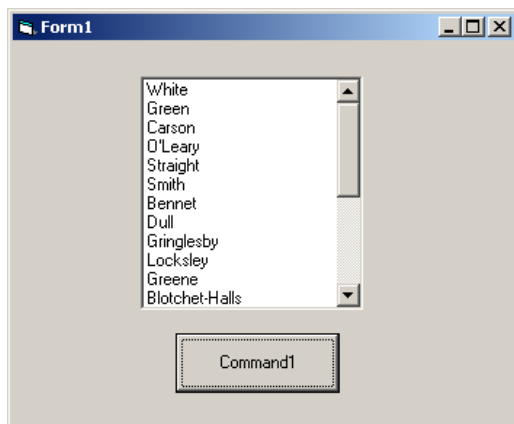 Form1
White
Green
Carson
O'Leary
Straight
Smith
Bennet
Dull
Gringlesby
Locksley
Greene
Blotchet-Halls
Command1